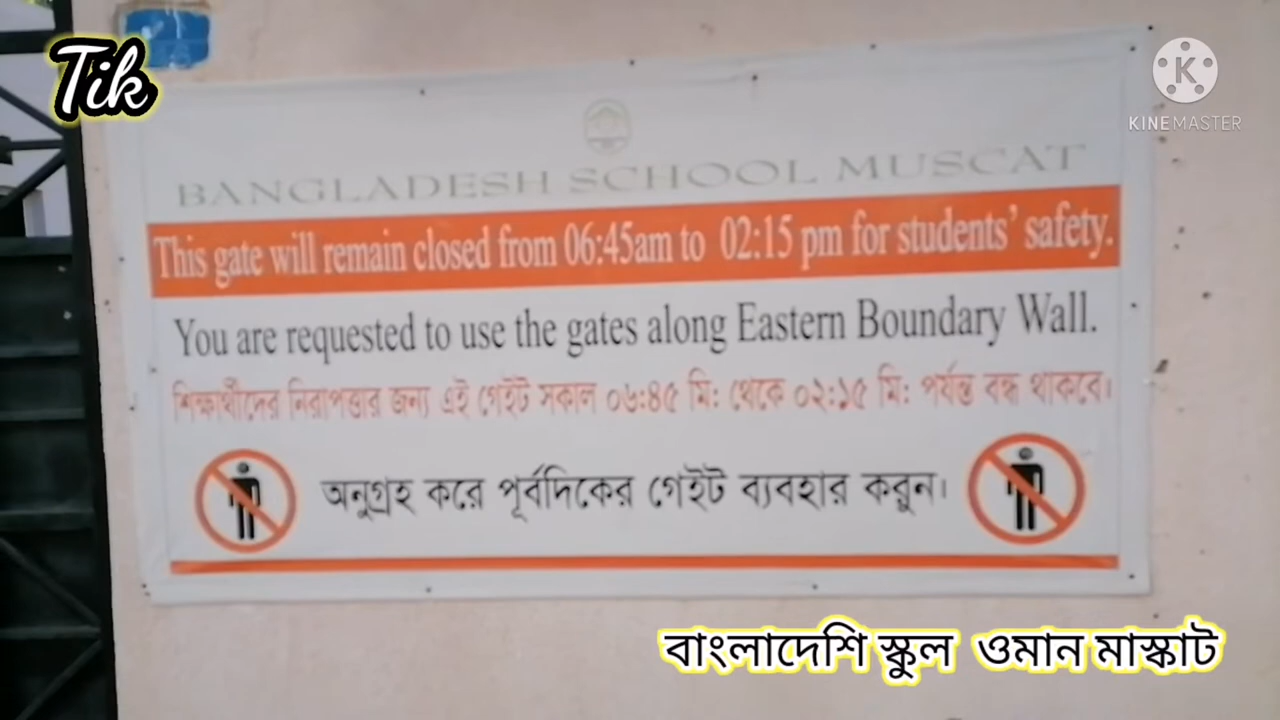 Tik
KINEMASTER
BANGLADESH SCHOOL MUSCAT
This gate will remain closed from 06:45am to 02:15 pm for students' safety.
You are requested to use the gates along Eastern Boundary Wall.
শিক্ষার্থীদের নিরাপত্তার জন্য এই গেইট সকাল ০৬:৪৫ মি: থেকে ০২:১৫ মি: পর্যন্ত বন্ধ থাকবে।
অনুগ্রহ করে পূর্বদিকের গেইট ব্যবহার করুন।
বাংলাদেশি স্কুল ওমান মাস্কাট